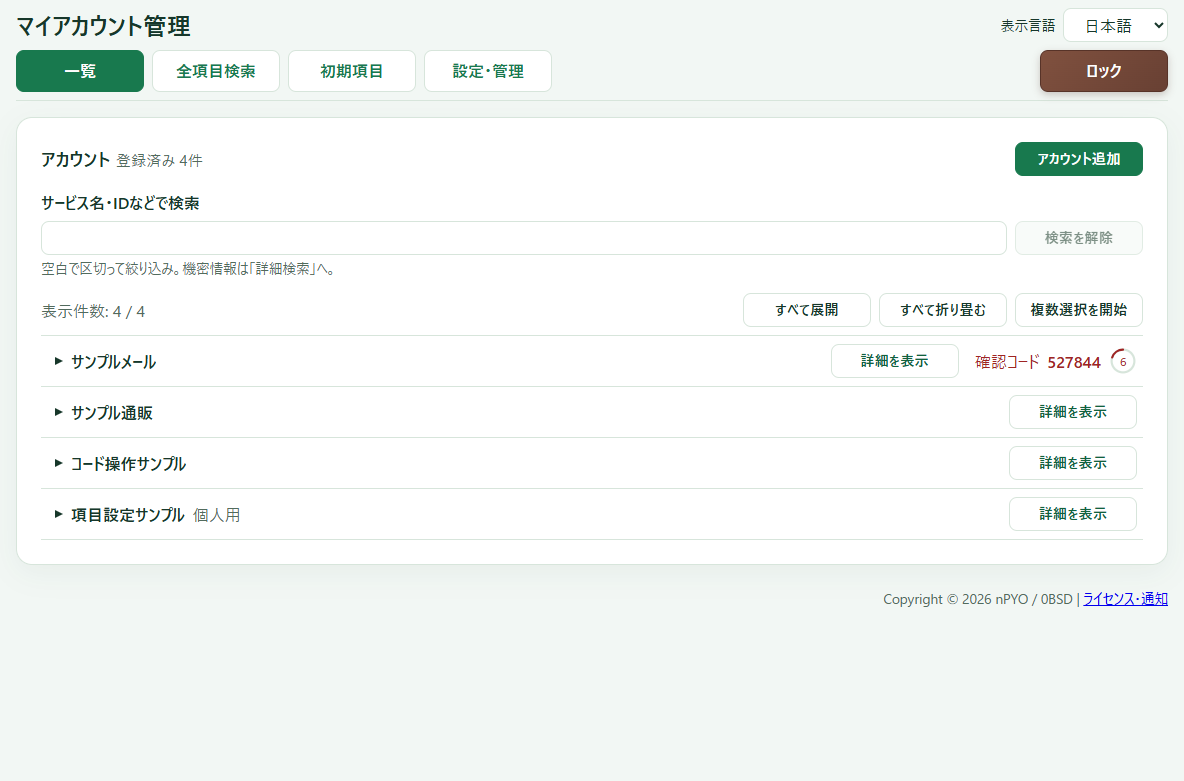 マイアカウント管理
表示言語 日本語
一覧 全項目検索 初期項目 設定・管理 ロック
アカウント 登録済み 4件 アカウント追加
サービス名・IDなどで検索
検索を解除
空白で区切って絞り込み。機密情報は「詳細検索」へ。
表示件数: 4 / 4 すべて展開 すべて折り畳む 複数選択を開始
サンプルメール 詳細を表示 確認コード 527844 6
サンプル通販 詳細を表示
コード操作サンプル 詳細を表示
項目設定サンプル 個人用 詳細を表示
Copyright © 2026 nPYO / 0BSD | ライセンス・通知